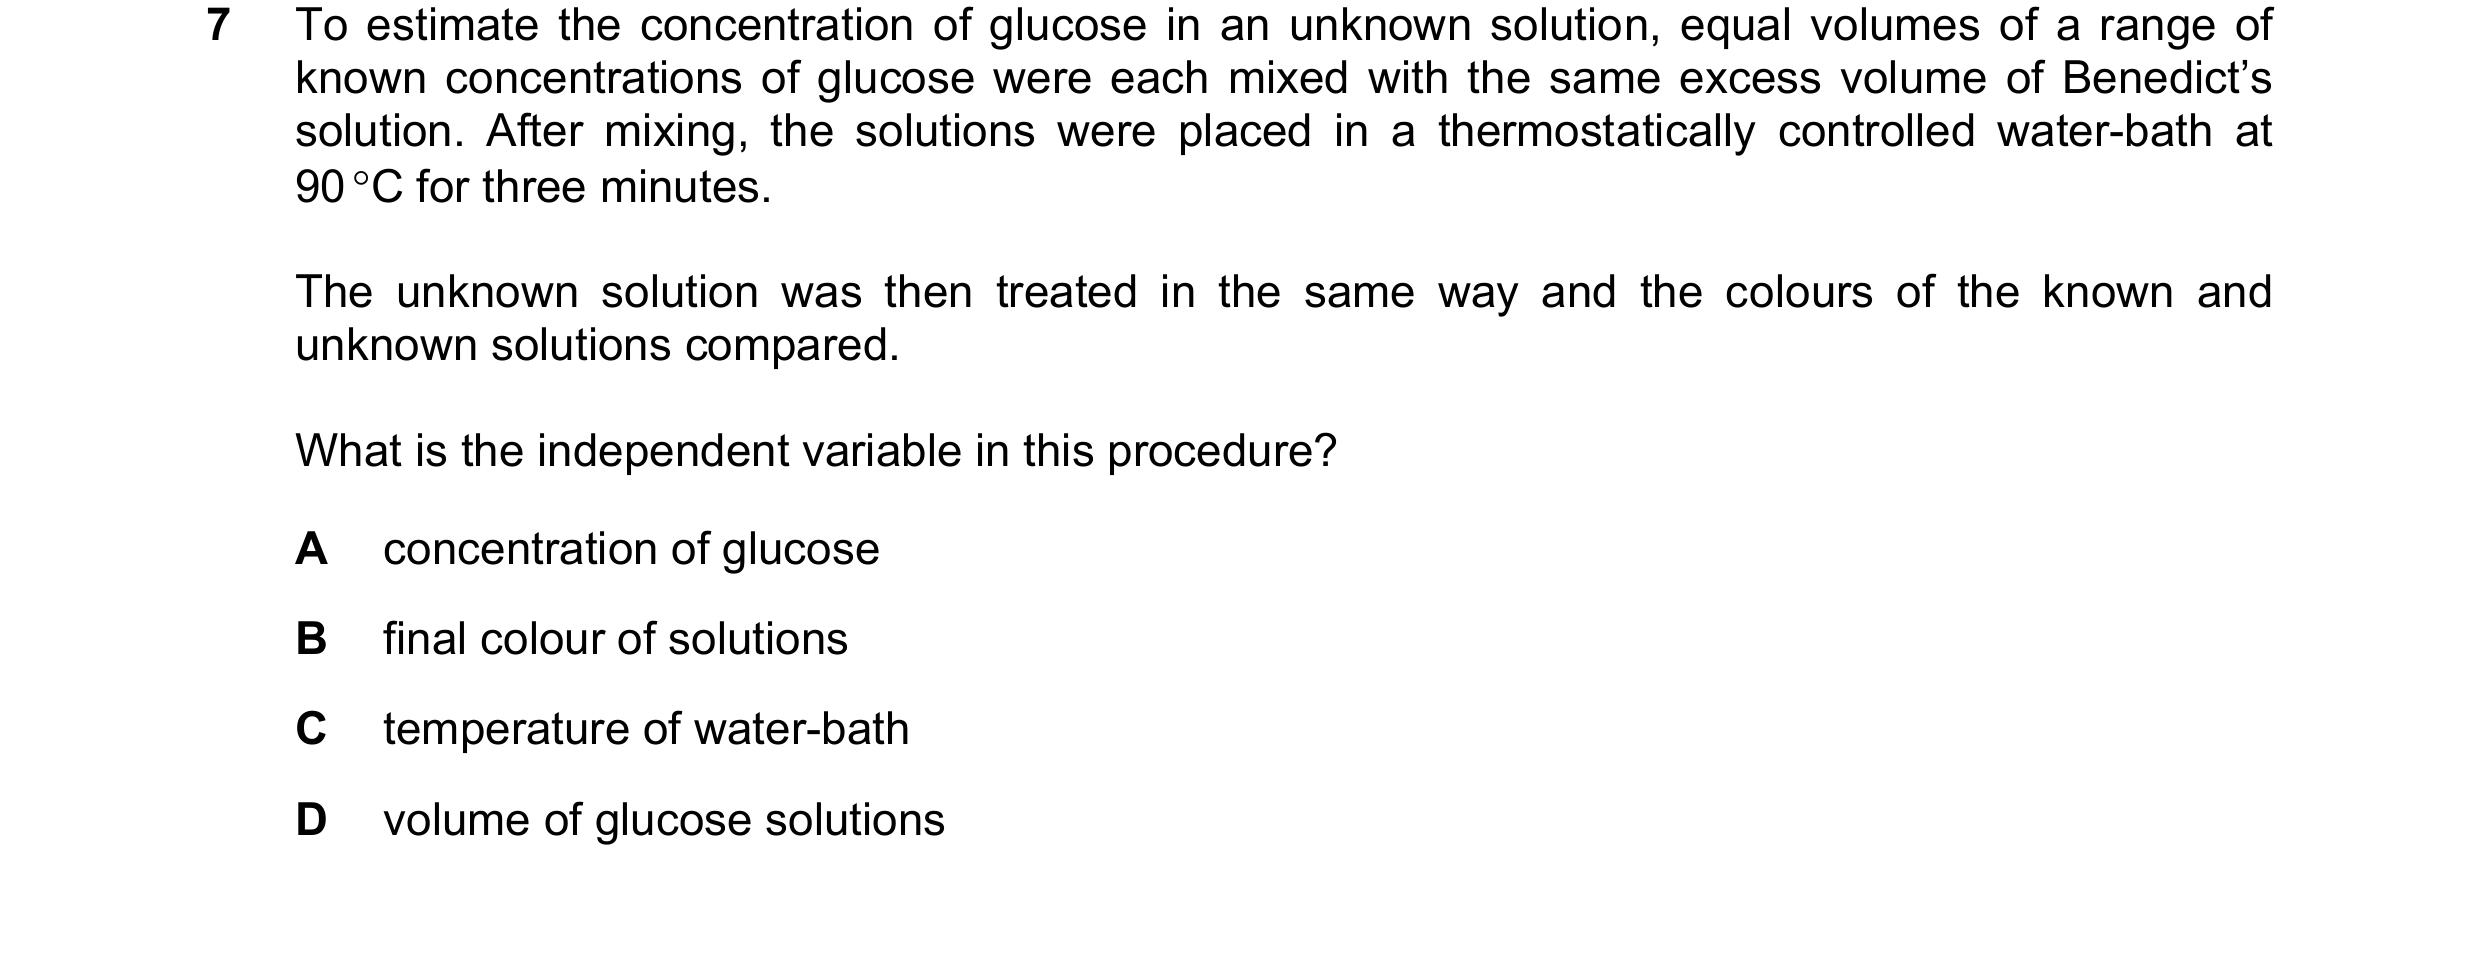 7 To estimate the concentration of glucose in an unknown solution, equal volumes of a range of
known concentrations of glucose were each mixed with the same excess volume of Benedict’s
solution. After mixing, the solutions were placed in a thermostatically controlled water-bath at
90 °C for three minutes.
The unknown solution was then treated in the same way and the colours of the known and
unknown solutions compared.
What is the independent variable in this procedure?
A concentration of glucose
B final colour of solutions
C temperature of water-bath
D volume of glucose solutions